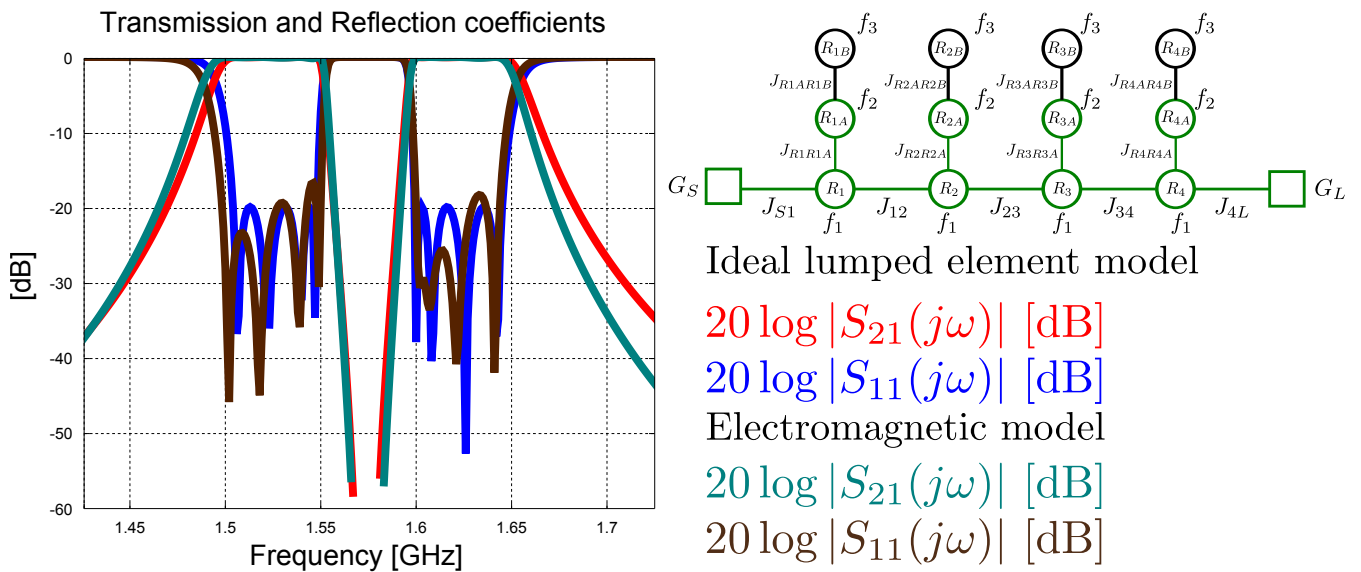 Transmission and Reflection coefficients
[dB]
0
-10
-20
-30
-40
-50
-60
1.45 1.5 1.55 1.6 1.65 1.7
Frequency [GHz]
f3 f3 f3 f3
R1B R2B R3B R4B
JR1AR1B JR2AR2B JR3AR3B JR4AR4B
f2 f2 f2 f2
R1A R2A R3A R4A
JR1R1A JR2R2A JR3R3A JR4R4A
GS R1 R2 R3 R4 GL
JS1 J12 J23 J34 J4L
f1 f1 f1 f1
Ideal lumped element model
20 log |S21(jω)| [dB]
20 log |S11(jω)| [dB]
Electromagnetic model
20 log |S21(jω)| [dB]
20 log |S11(jω)| [dB]